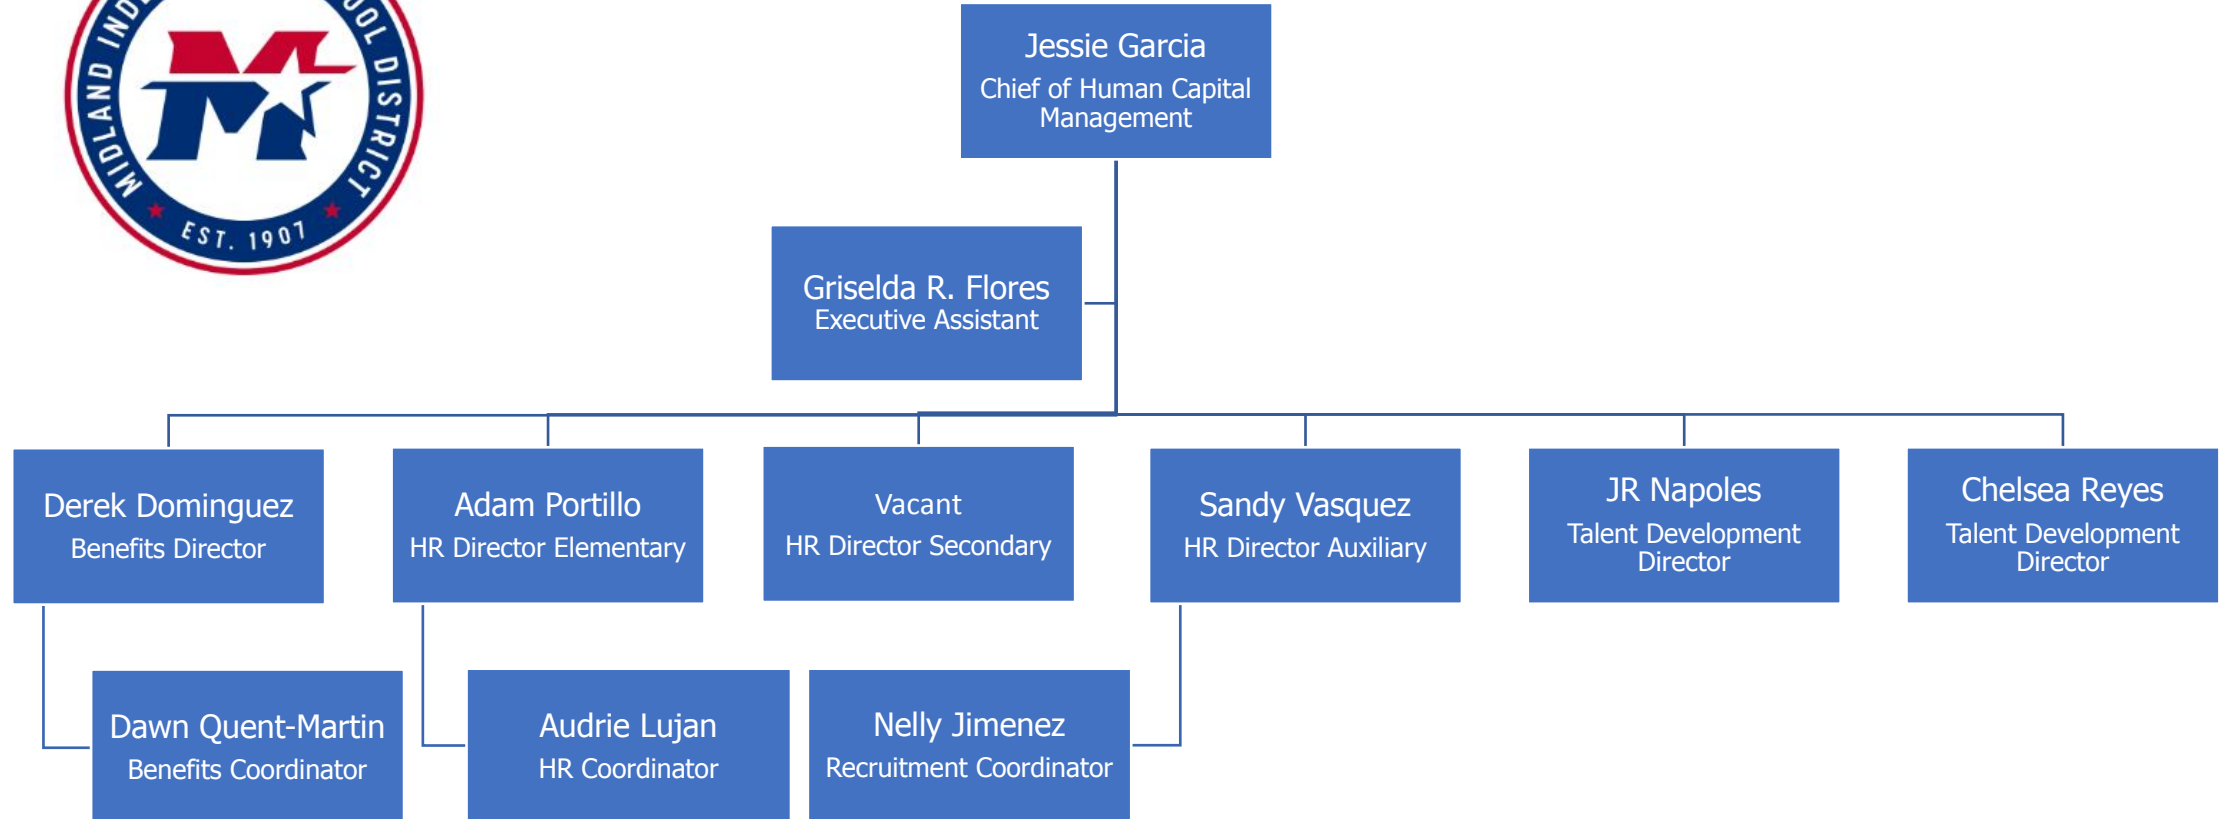 MIDLAND SCHOOL DISTRICT
EST. 1907
Jessie Garcia
Chief of Human Capital
Management
Griselda R. Flores
Executive Assistant
Derek Dominguez
Benefits Director
Adam Portillo
HR Director Elementary
Vacant
HR Director Secondary
Sandy Vasquez
HR Director Auxiliary
JR Napoles
Talent Development
Director
Chelsea Reyes
Talent Development
Director
Dawn Quent-Martin
Benefits Coordinator
Audrie Lujan
HR Coordinator
Nelly Jimenez
Recruitment Coordinator